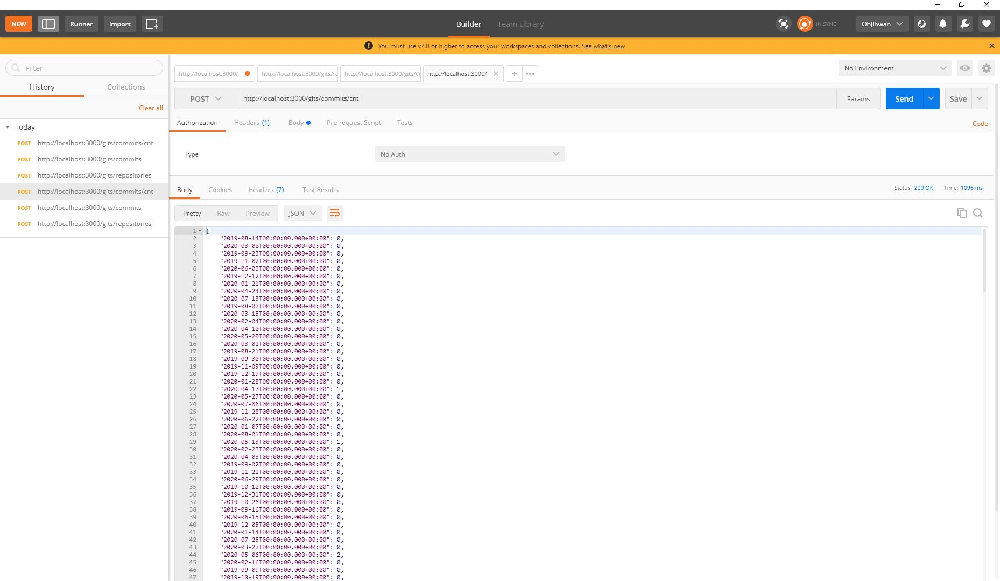 NEW
Runner
Import
Builder
Team Library
IN SYNC
OhJihwan
You must use v7.0 or higher to access your workspaces and collections. See what's new
Filter
History
Collections
Clear all
Today
POST http://localhost:3000/gits/commits/cnt
POST http://localhost:3000/gits/commits
POST http://localhost:3000/gits/repositories
POST http://localhost:3000/gits/commits/cnt
POST http://localhost:3000/gits/commits
POST http://localhost:3000/gits/repositories
http://localhost:3000/
http://localhost:3000/gits/re
http://localhost:3000/gits/cc
http://localhost:3000/
No Environment
POST
http://localhost:3000/gits/commits/cnt
Params
Send
Save
Authorization
Headers (1)
Body
Pre-request Script
Tests
Code
Type
No Auth
Body
Cookies
Headers (7)
Test Results
Status: 200 OK
Time: 1096 ms
Pretty
Raw
Preview
JSON
1 {
2 "2019-08-14T00:00:00.000+00:00": 0,
3 "2020-03-08T00:00:00.000+00:00": 0,
4 "2019-09-23T00:00:00.000+00:00": 0,
5 "2019-11-02T00:00:00.000+00:00": 0,
6 "2020-06-03T00:00:00.000+00:00": 0,
7 "2019-12-12T00:00:00.000+00:00": 0,
8 "2020-01-21T00:00:00.000+00:00": 0,
9 "2020-04-24T00:00:00.000+00:00": 0,
10 "2020-07-13T00:00:00.000+00:00": 0,
11 "2019-08-07T00:00:00.000+00:00": 0,
12 "2020-03-15T00:00:00.000+00:00": 0,
13 "2020-02-04T00:00:00.000+00:00": 0,
14 "2020-04-10T00:00:00.000+00:00": 0,
15 "2020-05-20T00:00:00.000+00:00": 0,
16 "2020-03-01T00:00:00.000+00:00": 0,
17 "2019-08-21T00:00:00.000+00:00": 0,
18 "2019-09-30T00:00:00.000+00:00": 0,
19 "2019-11-09T00:00:00.000+00:00": 0,
20 "2019-12-19T00:00:00.000+00:00": 0,
21 "2020-01-28T00:00:00.000+00:00": 0,
22 "2020-04-17T00:00:00.000+00:00": 1,
23 "2020-05-27T00:00:00.000+00:00": 0,
24 "2020-07-06T00:00:00.000+00:00": 0,
25 "2019-11-28T00:00:00.000+00:00": 0,
26 "2020-06-22T00:00:00.000+00:00": 0,
27 "2020-01-07T00:00:00.000+00:00": 0,
28 "2020-08-01T00:00:00.000+00:00": 0,
29 "2020-05-13T00:00:00.000+00:00": 1,
30 "2020-02-23T00:00:00.000+00:00": 0,
31 "2020-04-03T00:00:00.000+00:00": 0,
32 "2019-09-02T00:00:00.000+00:00": 0,
33 "2019-11-21T00:00:00.000+00:00": 0,
34 "2020-06-29T00:00:00.000+00:00": 0,
35 "2019-10-12T00:00:00.000+00:00": 0,
36 "2019-12-31T00:00:00.000+00:00": 0,
37 "2019-10-26T00:00:00.000+00:00": 0,
38 "2019-09-16T00:00:00.000+00:00": 0,
39 "2020-06-15T00:00:00.000+00:00": 0,
40 "2019-12-05T00:00:00.000+00:00": 0,
41 "2020-01-14T00:00:00.000+00:00": 0,
42 "2020-07-25T00:00:00.000+00:00": 0,
43 "2020-03-27T00:00:00.000+00:00": 0,
44 "2020-05-06T00:00:00.000+00:00": 2,
45 "2020-02-16T00:00:00.000+00:00": 0,
46 "2019-09-09T00:00:00.000+00:00": 0,
47 "2019-10-19T00:00:00.000+00:00": 0,